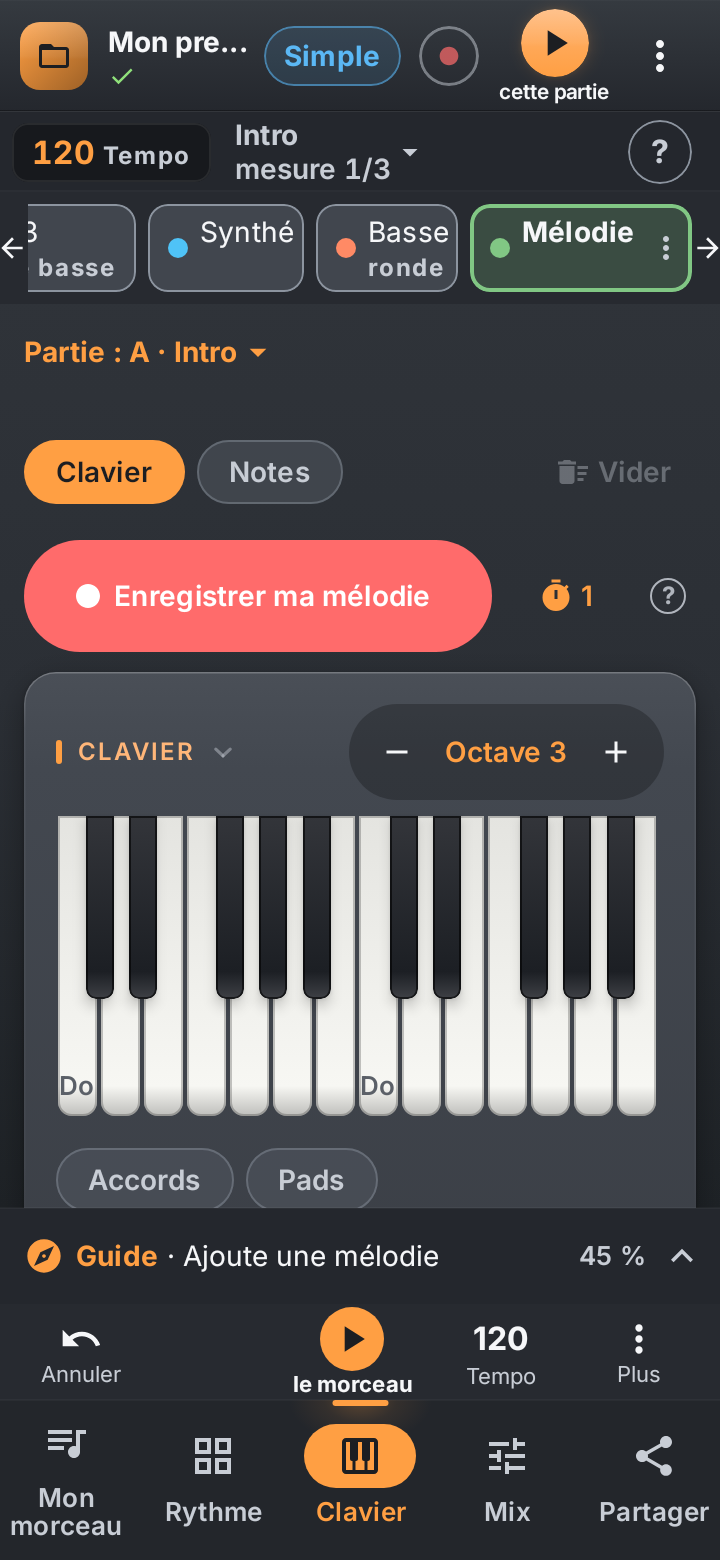 Mon pre...
Simple
cette partie
120 Tempo
Intro
mesure 1/3
?
basse
Synthé
Basse
ronde
Mélodie
Partie : A · Intro
Clavier
Notes
Vider
Enregistrer ma mélodie
1
?
CLAVIER
− Octave 3 +
Do
Do
Accords
Pads
Guide · Ajoute une mélodie
45 %
Annuler
le morceau
120
Tempo
Plus
Mon
morceau
Rythme
Clavier
Mix
Partager